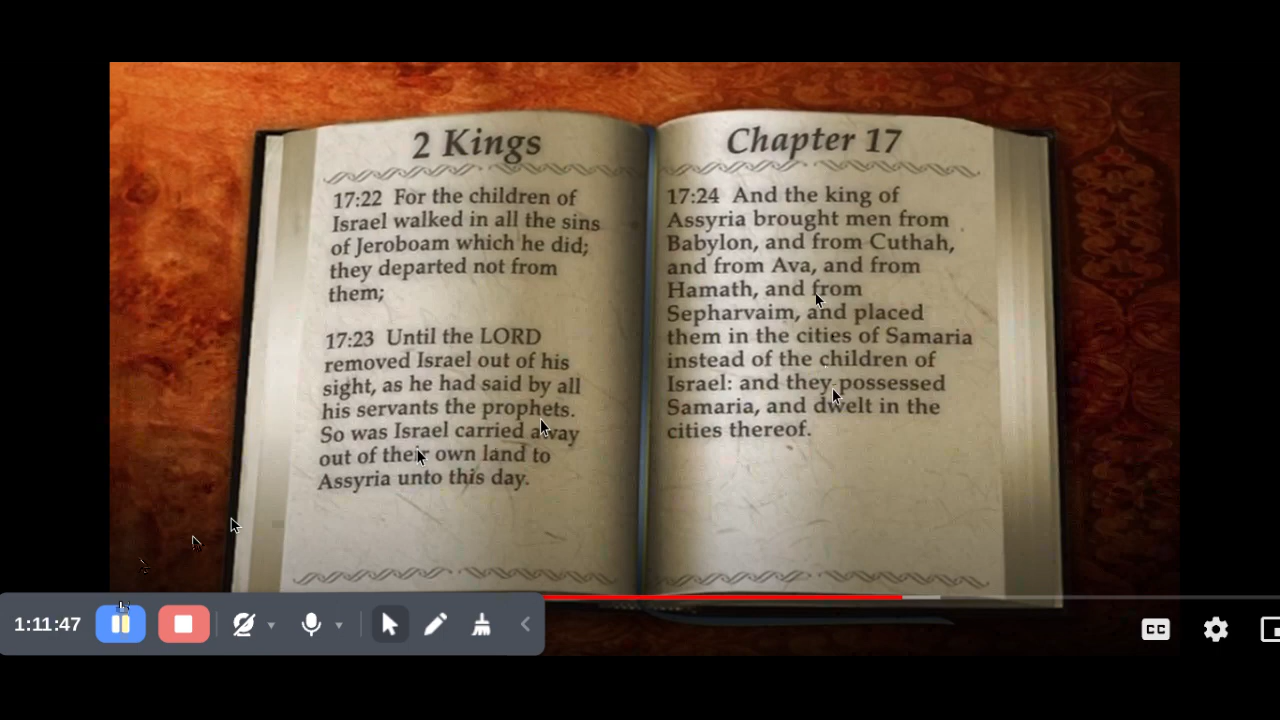 2 Kings
17:22 For the children of
Israel walked in all the sins
of Jeroboam which he did;
they departed not from
them;
17:23 Until the LORD
removed Israel out of his
sight, as he had said by all
his servants the prophets.
So was Israel carried away
out of their own land to
Assyria unto this day.
Chapter 17
17:24 And the king of
Assyria brought men from
Babylon, and from Cuthah,
and from Ava, and from
Hamath, and from
Sepharvaim, and placed
them in the cities of Samaria
instead of the children of
Israel: and they possessed
Samaria, and dwelt in the
cities thereof.
1:11:47
CC